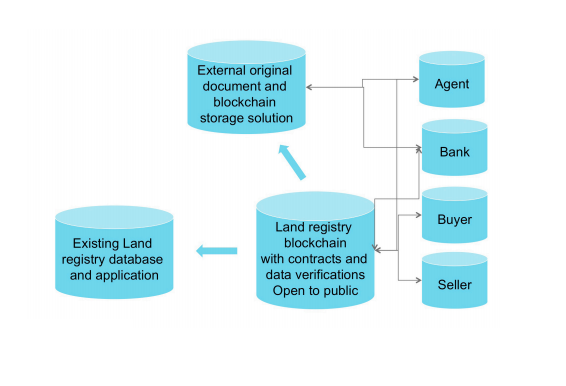 External original
document and
blockchain
storage solution
Agent
Bank
Buyer
Seller
Land registry
blockchain
with contracts and
data verifications
Open to public
Existing Land
registry database
and application